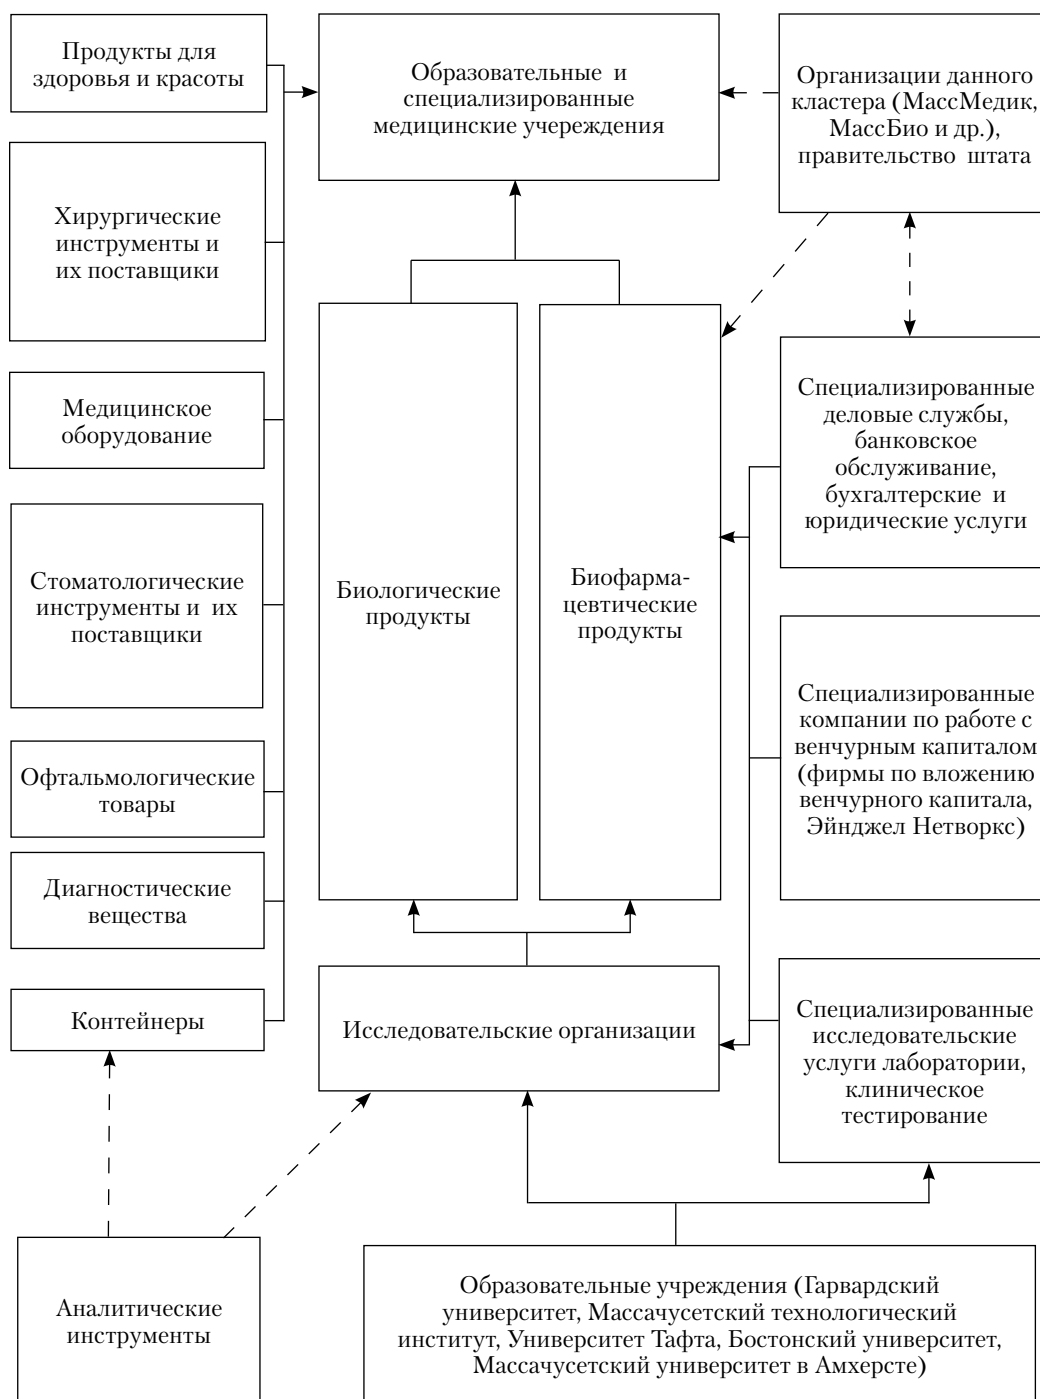 Продукты для
здоровья и красоты
Образовательные и
специализированные
медицинские учереждения
Организации данного
кластера (МассМедик,
МассБио и др.),
правительство штата
Хирургические
инструменты и
их поставщики
Медицинское
оборудование
Стоматологические
инструменты и их
поставщики
Офтальмологические
товары
Диагностические
вещества
Контейнеры
Биологические
продукты
Биофарма-
цевтические
продукты
Специализированные
деловые службы,
банковское
обслуживание,
бухгалтерские и
юридические услуги
Специализированные
компании по работе с
венчурным капиталом
(фирмы по вложению
венчурного капитала,
Эйнджел Нетворкс)
Исследовательские организации
Специализированные
исследовательские
услуги лаборатории,
клиническое
тестирование
Аналитические
инструменты
Образовательные учреждения (Гарвардский
университет, Массачусетский технологический
институт, Университет Тафта, Бостонский университет,
Массачусетский университет в Амхерсте)